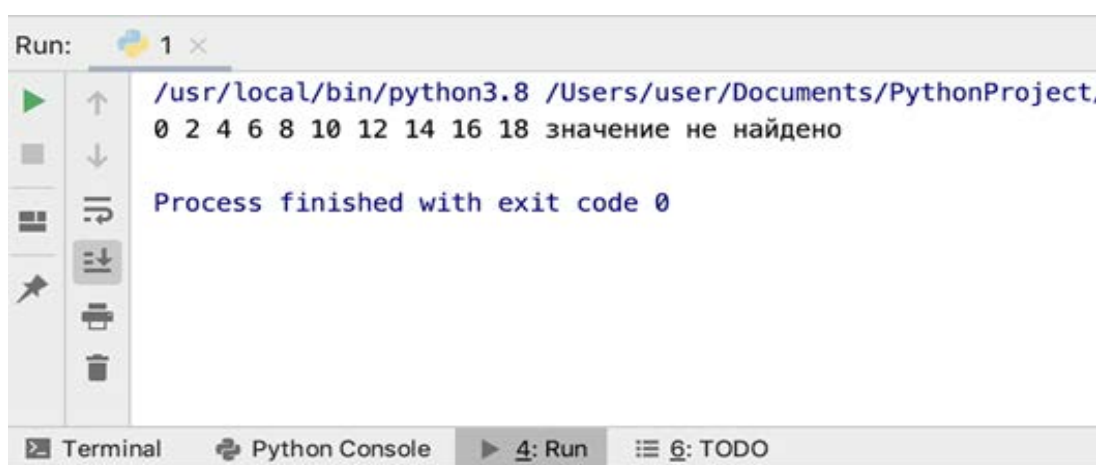 Run: 1
/usr/local/bin/python3.8 /Users/user/Documents/PythonProject/
0 2 4 6 8 10 12 14 16 18 значение не найдено
Process finished with exit code 0
Terminal Python Console 4: Run 6: TODO